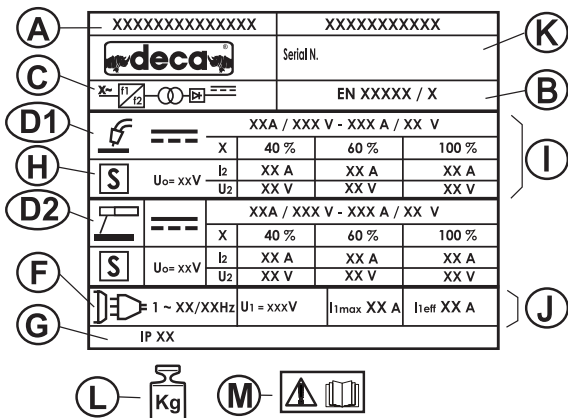 A XXXXXXXXXXXXXX XXXXXXXXXXX K
deca Serial N.
C X~ f1 f2 EN XXXXX / X B
D1 XXA / XXX V - XXX A / XX V I
X 40 % 60 % 100 %
H S Uo= xxV I2 XX A XX A XX A
U2 XX V XX V XX V
D2 XXA / XXX V - XXX A / XX V
X 40 % 60 % 100 %
S Uo= xxV I2 XX A XX A XX A
U2 XX V XX V XX V
F 1 ~ XX/XXHz U1 = xxxV I1max XX A I1eff XX A J
G IP XX
L Kg M